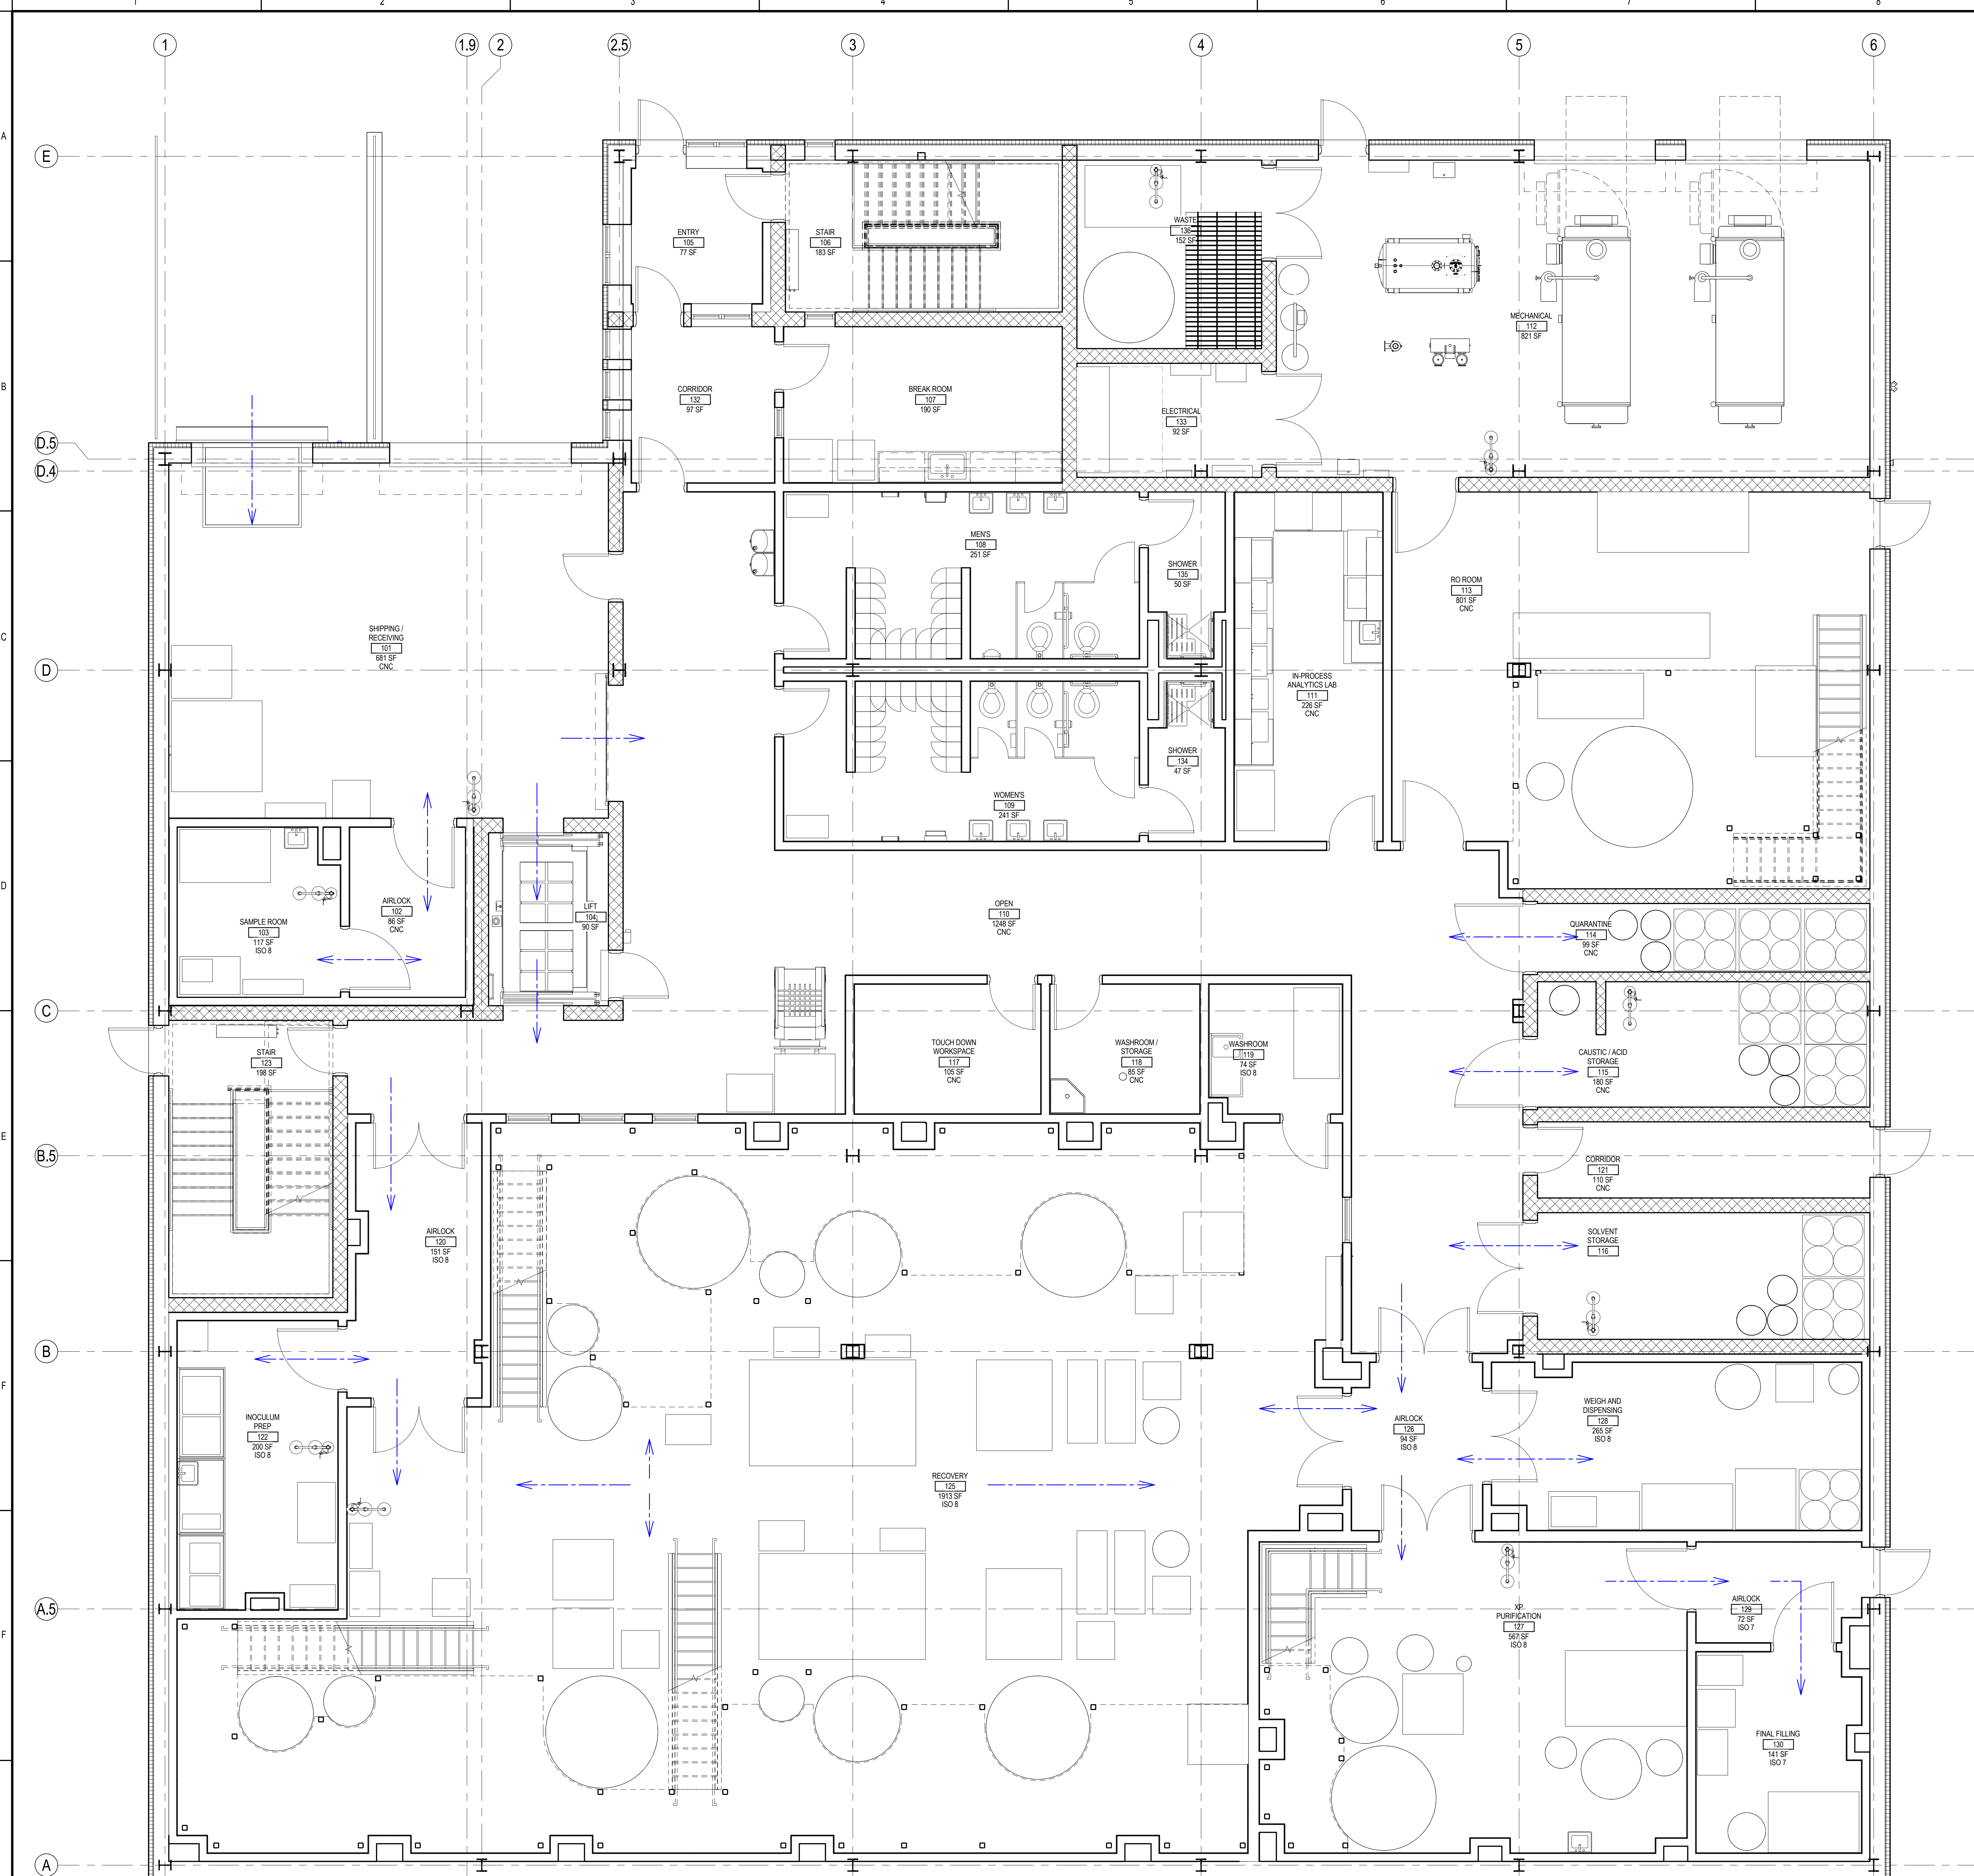 1
2
3
4
5
6
7
8
1
1.9
2
2.5
3
4
5
6
A
E
WASTE
136
152 SF
ENTRY
105
77 SF
STAIR
106
183 SF
B
MECHANICAL
112
821 SF
CORRIDOR
132
97 SF
BREAK ROOM
107
190 SF
ELECTRICAL
133
92 SF
D.5
D.4
MEN'S
108
251 SF
SHOWER
135
50 SF
RO ROOM
113
801 SF
CNC
C
SHIPPING /
RECEIVING
101
681 SF
CNC
D
IN-PROCESS
ANALYTICS LAB
111
226 SF
CNC
SHOWER
134
47 SF
WOMEN'S
109
241 SF
D
AIRLOCK
102
86 SF
CNC
LIFT
104
90 SF
OPEN
110
1248 SF
CNC
SAMPLE ROOM
103
117 SF
ISO 8
QUARANTINE
114
99 SF
CNC
C
STAIR
123
198 SF
TOUCH DOWN
WORKSPACE
117
105 SF
CNC
WASHROOM /
STORAGE
118
85 SF
CNC
WASHROOM
119
74 SF
ISO 8
CAUSTIC / ACID
STORAGE
115
180 SF
CNC
E
B.5
CORRIDOR
121
110 SF
CNC
AIRLOCK
120
151 SF
ISO 8
SOLVENT
STORAGE
116
B
F
INOCULUM
PREP
122
200 SF
ISO 8
AIRLOCK
126
94 SF
ISO 8
WEIGH AND
DISPENSING
128
265 SF
ISO 8
RECOVERY
125
1913 SF
ISO 8
A.5
F
XP
PURIFICATION
127
567 SF
ISO 8
AIRLOCK
129
72 SF
ISO 7
FINAL FILLING
130
141 SF
ISO 7
A